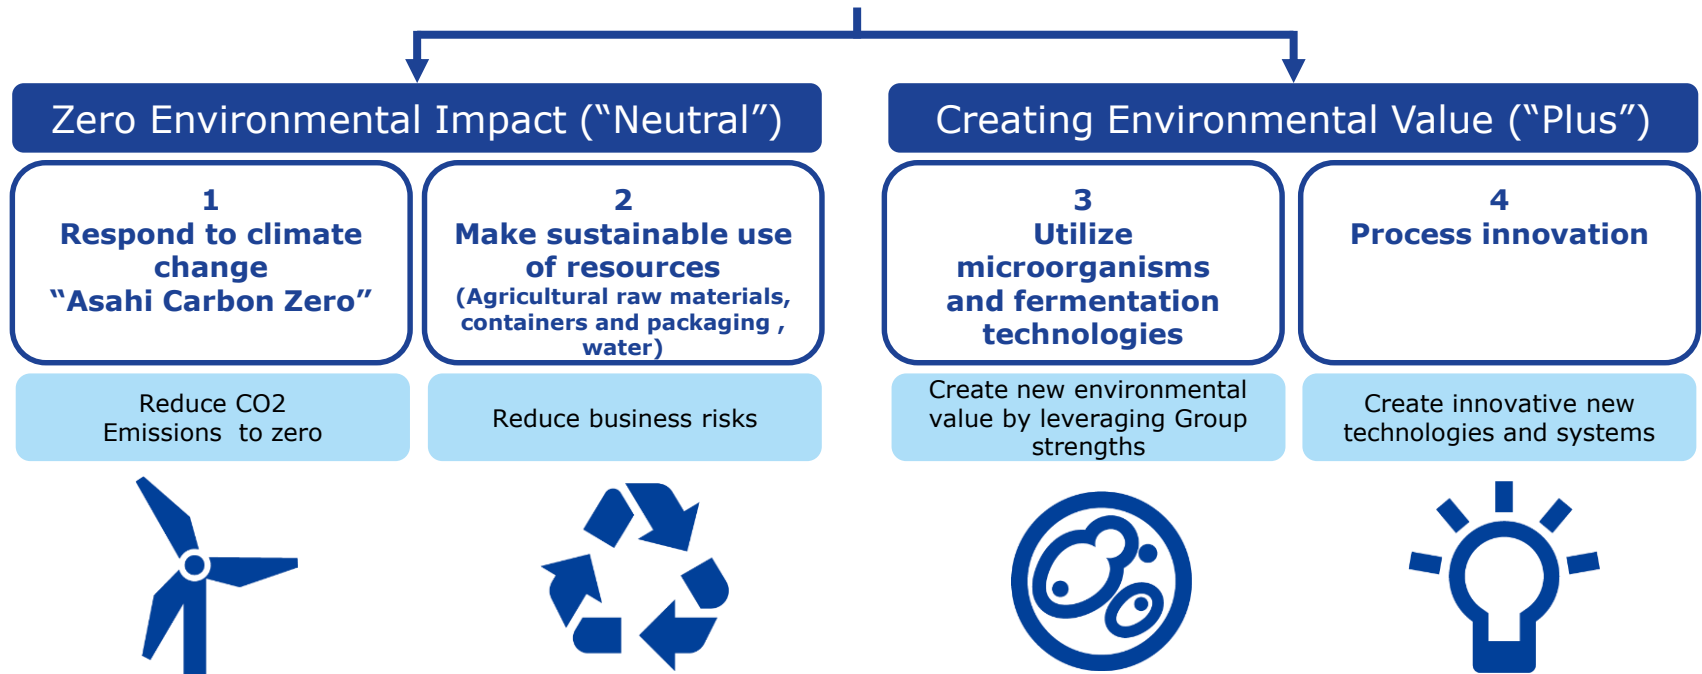 Zero Environmental Impact (“Neutral”)
1
Respond to climate
change
“Asahi Carbon Zero”
2
Make sustainable use
of resources
(Agricultural raw materials,
containers and packaging ,
water)
Reduce CO2
Emissions  to zero
Reduce business risks
Creating Environmental Value (“Plus”)
3
Utilize
microorganisms
and fermentation
technologies
4
Process innovation
Create new environmental
value by leveraging Group
strengths
Create innovative new
technologies and systems